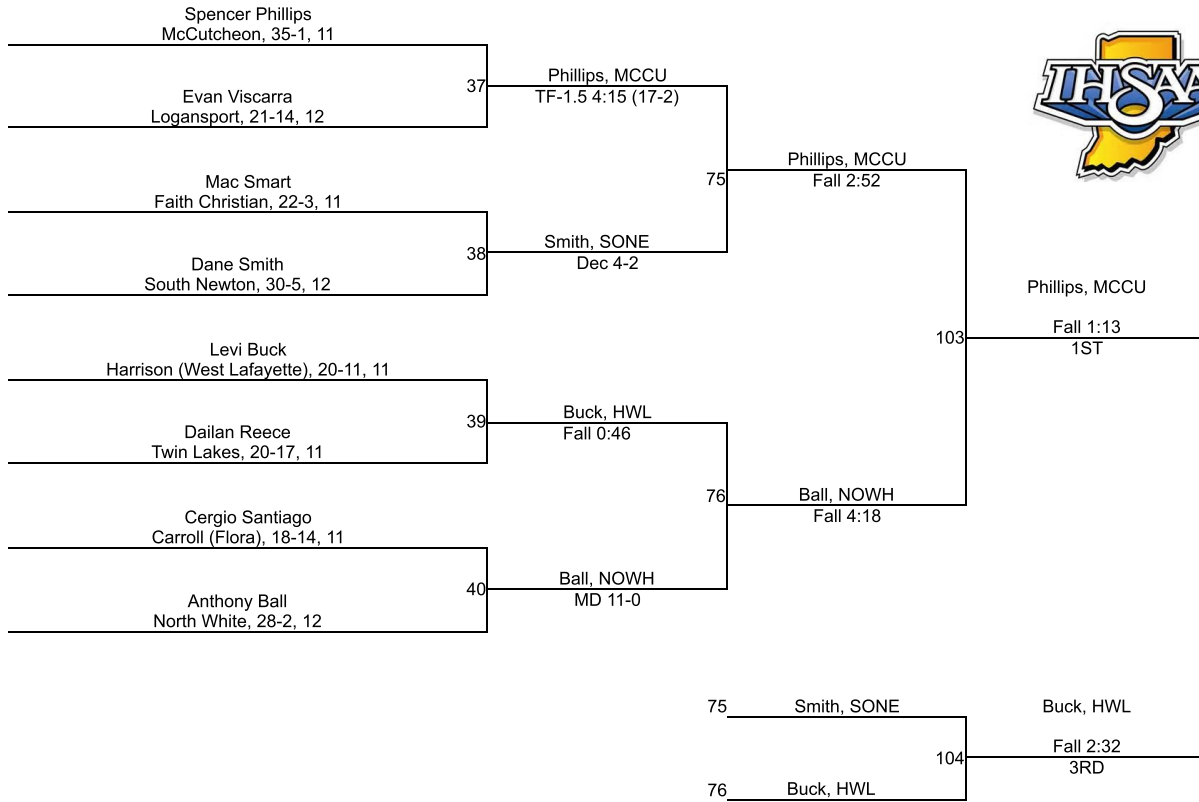 Spencer Phillips
McCutcheon, 35-1, 11
Evan Viscarra
Logansport, 21-14, 12
37
Phillips, MCCU
TF-1.5 4:15 (17-2)
Mac Smart
Faith Christian, 22-3, 11
Dane Smith
South Newton, 30-5, 12
38
Smith, SONE
Dec 4-2
75
Phillips, MCCU
Fall 2:52
Levi Buck
Harrison (West Lafayette), 20-11, 11
Dailan Reece
Twin Lakes, 20-17, 11
39
Buck, HWL
Fall 0:46
Cergio Santiago
Carroll (Flora), 18-14, 11
Anthony Ball
North White, 28-2, 12
40
Ball, NOWH
MD 11-0
76
Ball, NOWH
Fall 4:18
103
Phillips, MCCU
Fall 1:13
1ST
75
Smith, SONE
76
Buck, HWL
104
Buck, HWL
Fall 2:32
3RD
IHSAA